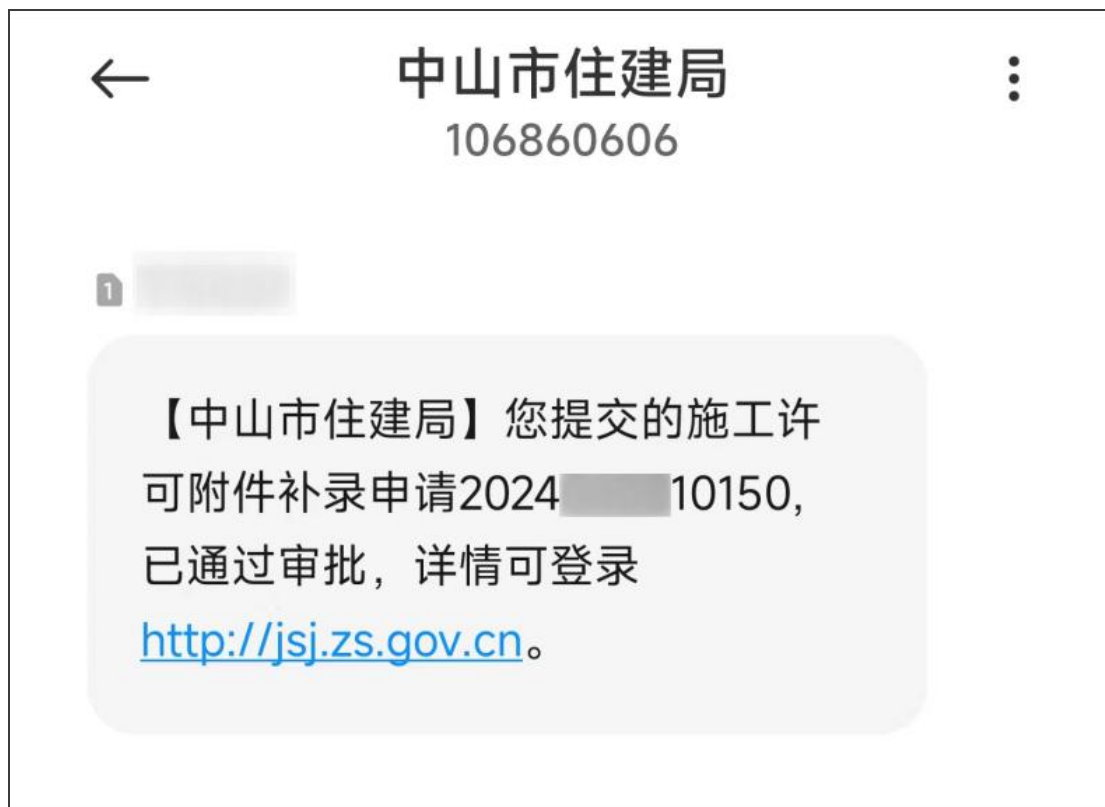 中山市住建局
106860606
1
【中山市住建局】您提交的施工许
可附件补录申请2024 10150,
已通过审批，详情可登录
http://jsj.zs.gov.cn。